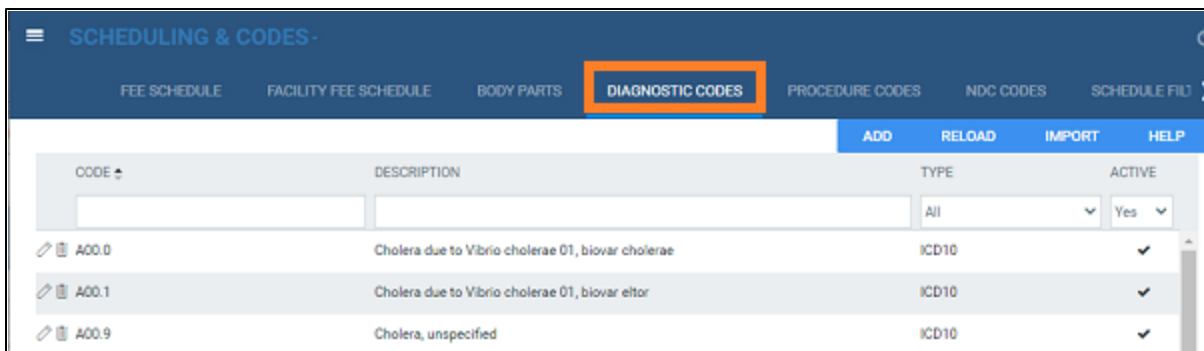 SCHEDULING & CODES-
FEE SCHEDULE FACILITY FEE SCHEDULE BODY PARTS DIAGNOSTIC CODES PROCEDURE CODES NDC CODES SCHEDULE FILT
ADD RELOAD IMPORT HELP
CODE DESCRIPTION TYPE ACTIVE
All Yes
A00.0 Cholera due to Vibrio cholerae 01, biovar cholerae ICD10
A00.1 Cholera due to Vibrio cholerae 01, biovar eltor ICD10
A00.9 Cholera, unspecified ICD10